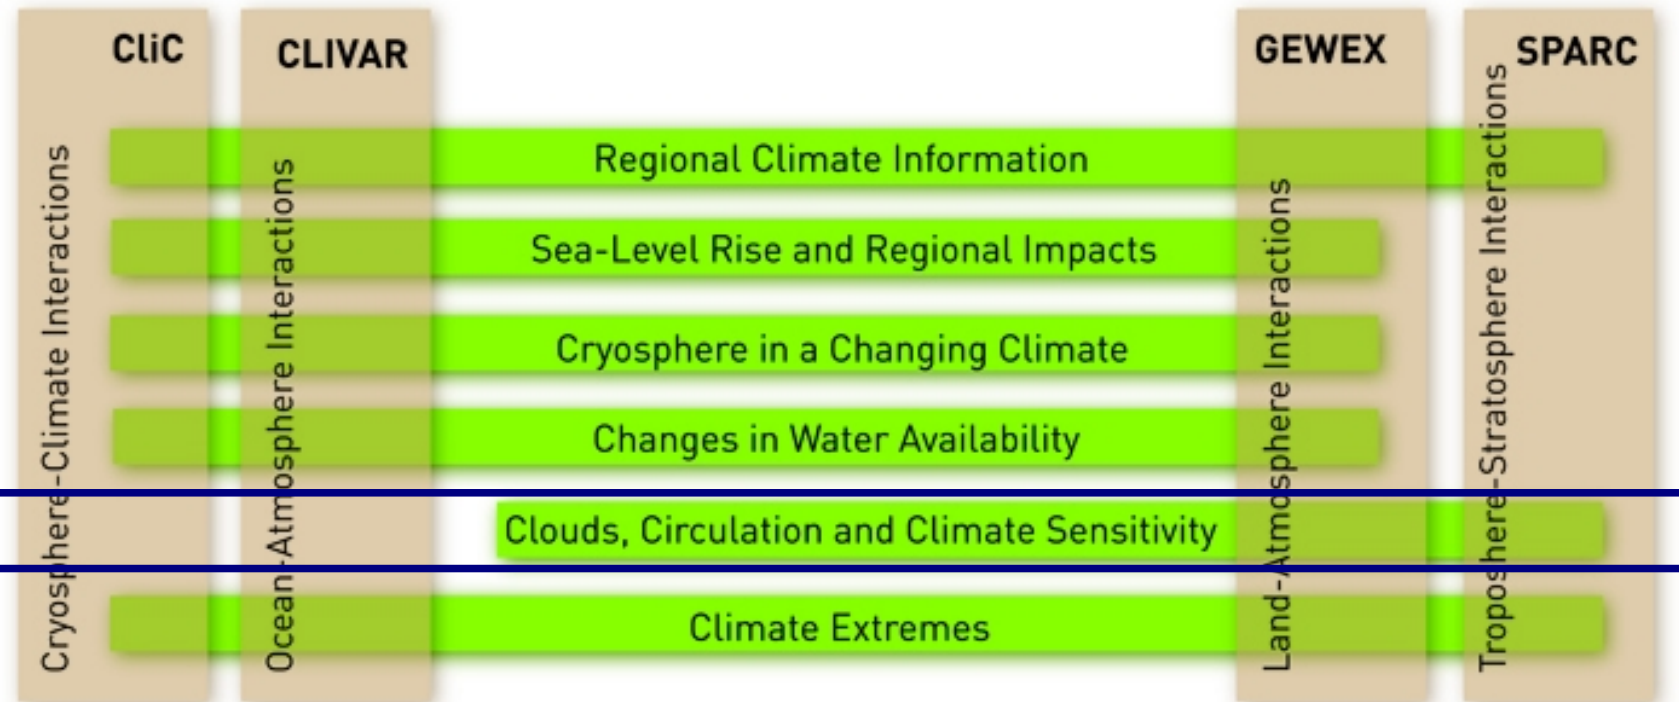 CliC
CLIVAR
GEWEX
SPARC
Cryosphere-Climate Interactions
Ocean-Atmosphere Interactions
Land-Atmosphere Interactions
Troposhere-Stratosphere Interactions
Regional Climate Information
Sea-Level Rise and Regional Impacts
Cryosphere in a Changing Climate
Changes in Water Availability
Clouds, Circulation and Climate Sensitivity
Climate Extremes